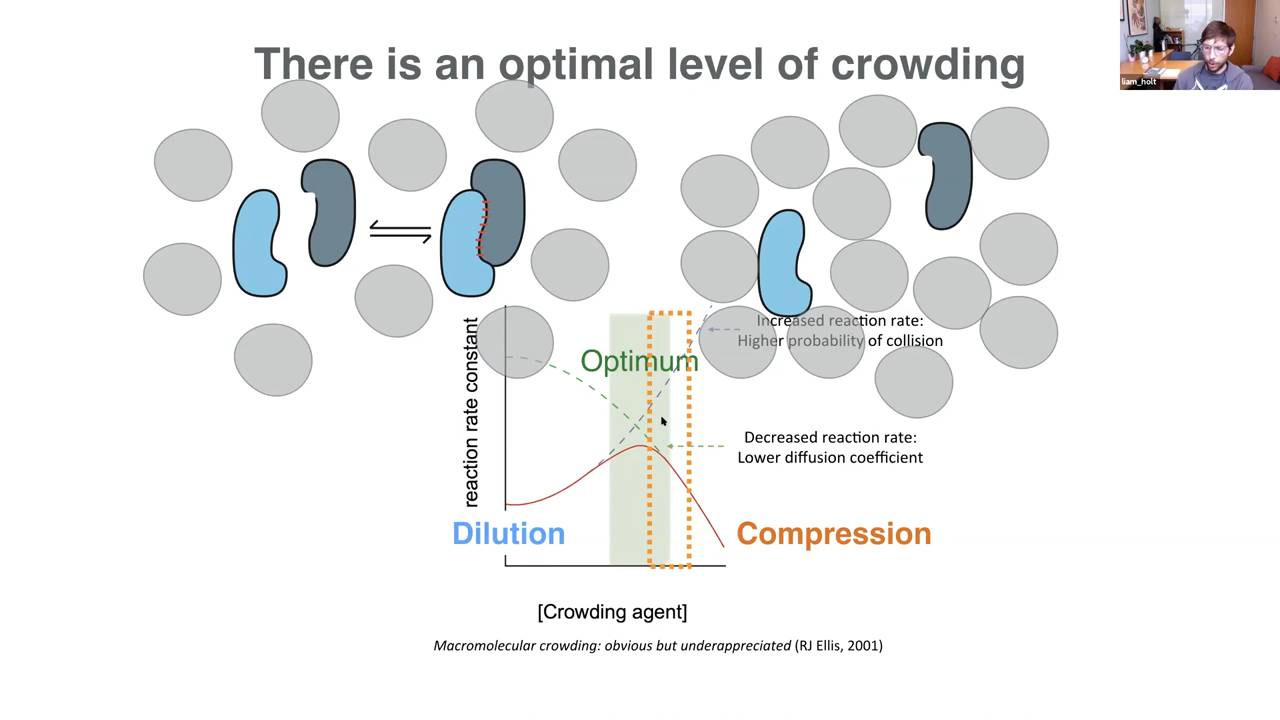 There is an optimal level of crowding
liam_holt
Increased reaction rate:
Higher probability of collision
Optimum
reaction rate constant
Decreased reaction rate:
Lower diffusion coefficient
Dilution
Compression
[Crowding agent]
Macromolecular crowding: obvious but underappreciated (RJ Ellis, 2001)